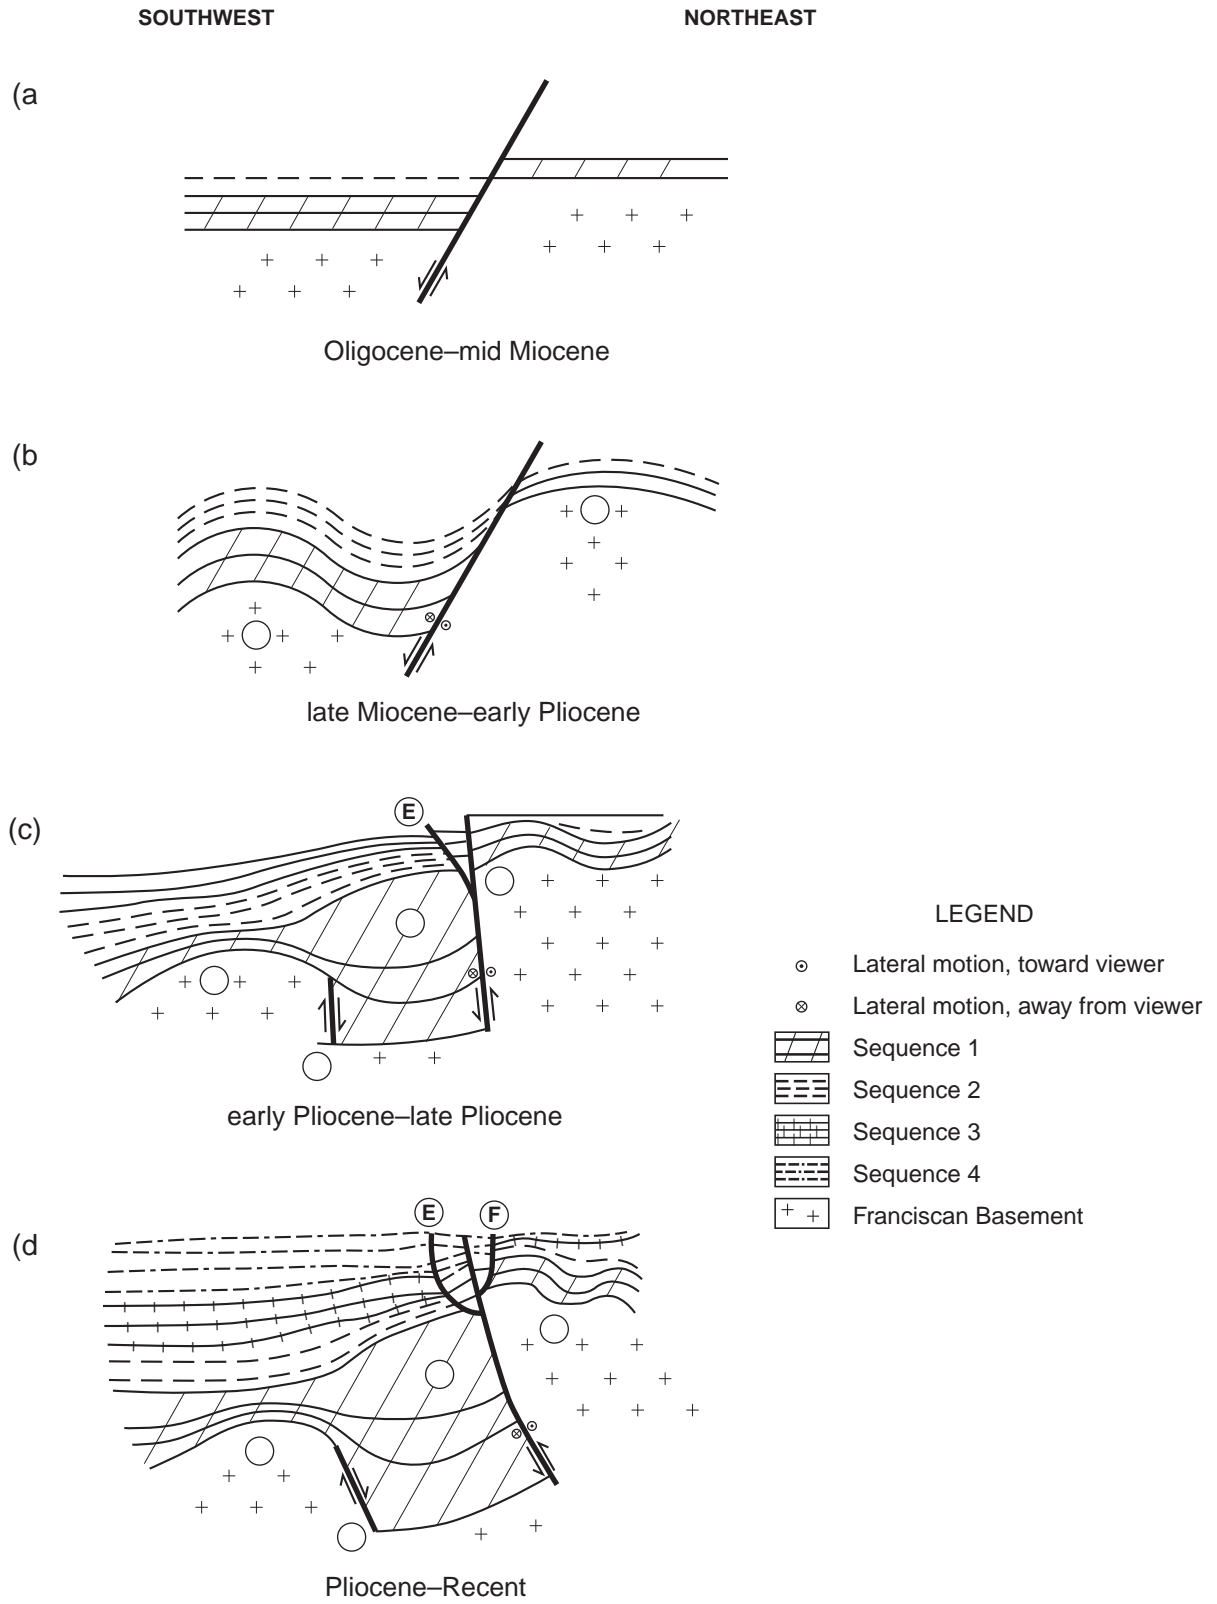 SOUTHWEST NORTHEAST
(a
Oligocene–mid Miocene
(b
late Miocene–early Pliocene
(c)
E
early Pliocene–late Pliocene
LEGEND
Lateral motion, toward viewer
Lateral motion, away from viewer
Sequence 1
Sequence 2
Sequence 3
Sequence 4
Franciscan Basement
(d
E F
Pliocene–Recent